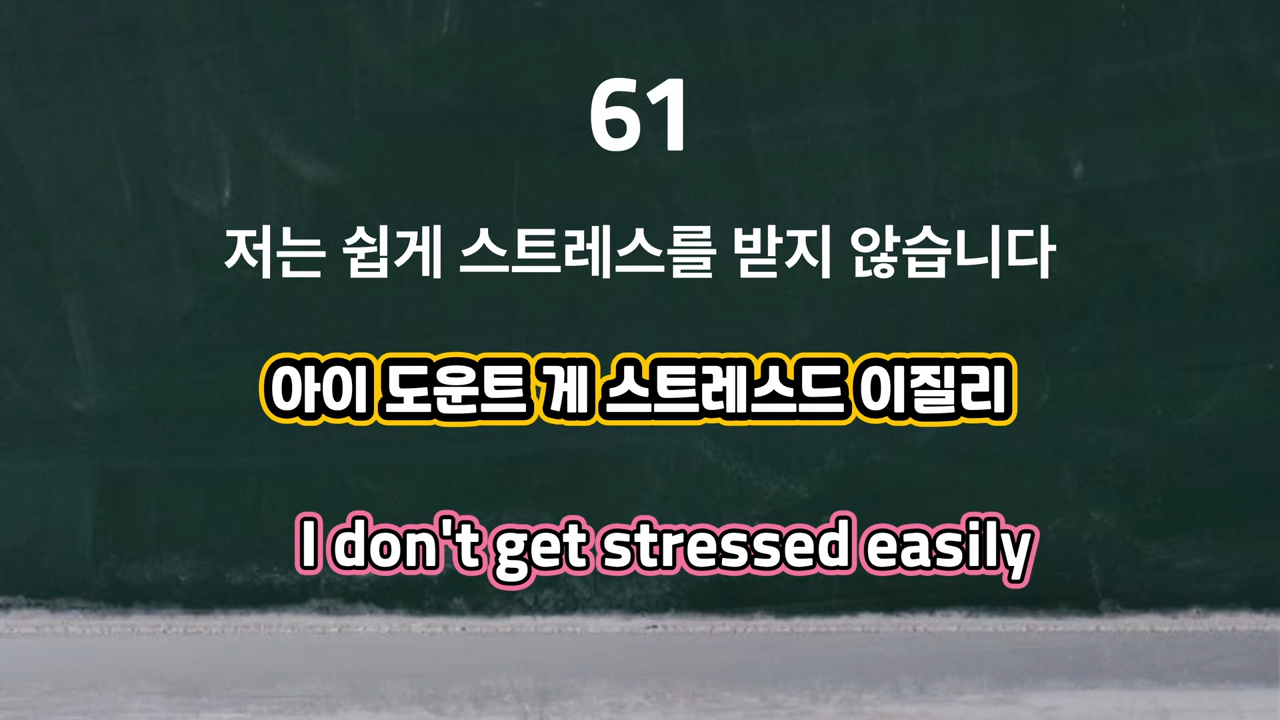 61
저는 쉽게 스트레스를 받지 않습니다
아이 도운트 게 스트레스드 이질리
I don't get stressed easily